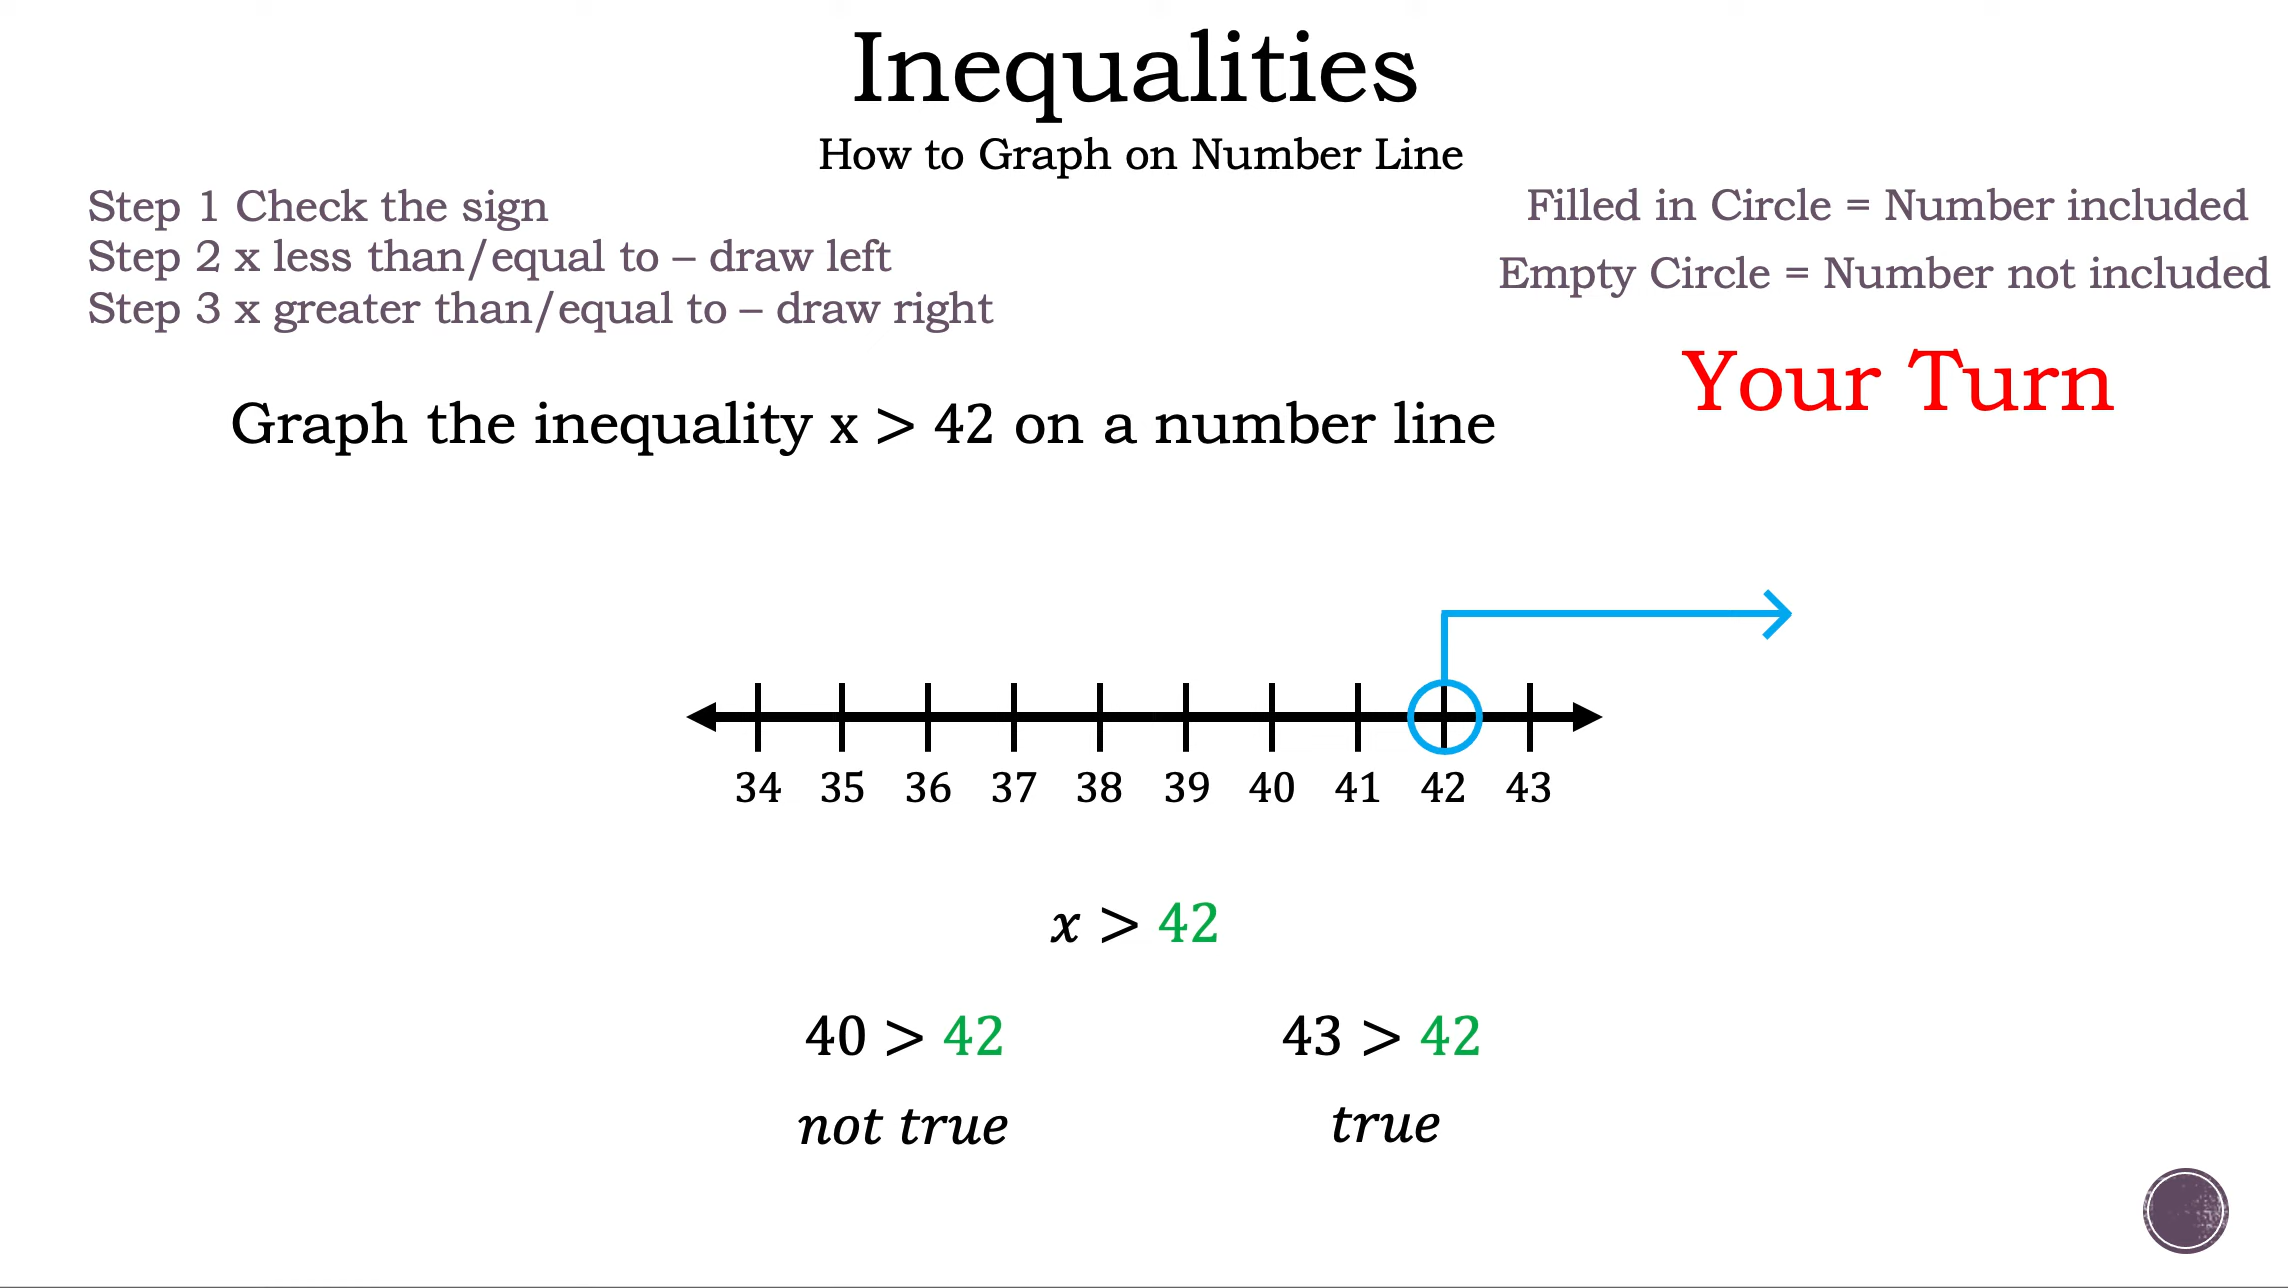 Inequalities
How to Graph on Number Line
Step 1 Check the sign
Step 2 x less than/equal to – draw left
Step 3 x greater than/equal to – draw right
Filled in Circle = Number included
Empty Circle = Number not included
Your Turn
Graph the inequality x > 42 on a number line
34 35 36 37 38 39 40 41 42 43
x > 42
40 > 42 43 > 42
not true true